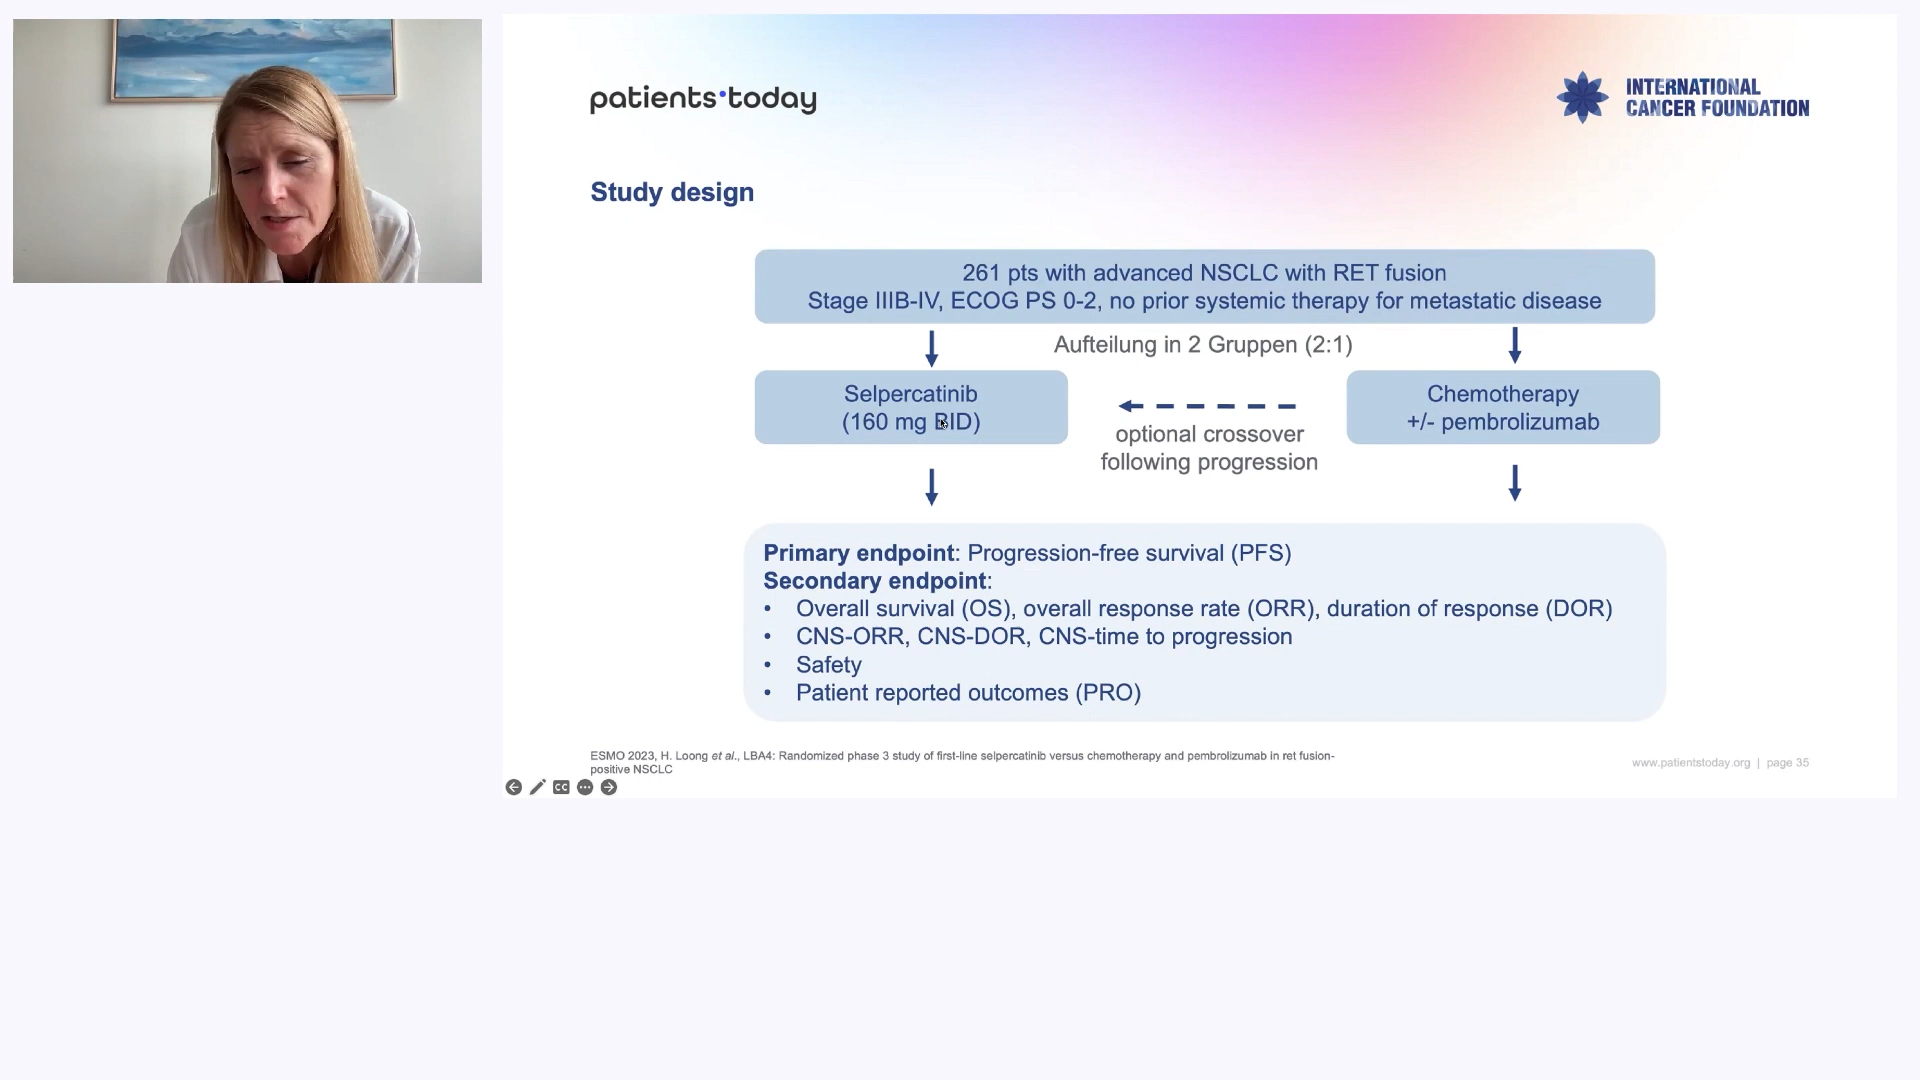 patients·today
INTERNATIONAL
CANCER FOUNDATION
Study design
261 pts with advanced NSCLC with RET fusion
Stage IIIB-IV, ECOG PS 0-2, no prior systemic therapy for metastatic disease
Aufteilung in 2 Gruppen (2:1)
Selpercatinib
(160 mg BID)
optional crossover
following progression
Chemotherapy
+/- pembrolizumab
Primary endpoint: Progression-free survival (PFS)
Secondary endpoint:
• Overall survival (OS), overall response rate (ORR), duration of response (DOR)
• CNS-ORR, CNS-DOR, CNS-time to progression
• Safety
• Patient reported outcomes (PRO)
ESMO 2023, H. Loong et al., LBA4: Randomized phase 3 study of first-line selpercatinib versus chemotherapy and pembrolizumab in ret fusion-
positive NSCLC
www.patientstoday.org | page 35
CC